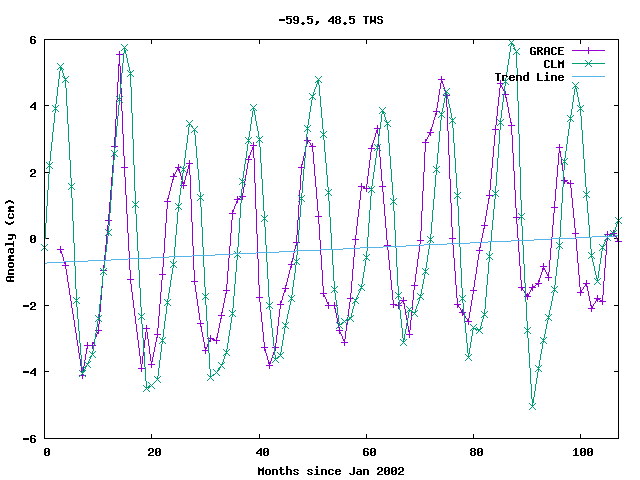 -59.5, 48.5 TWS
GRACE
CLM
Trend Line
6
4
2
0
-2
-4
-6
Anomaly (cm)
0 20 40 60 80 100
Months since Jan 2002